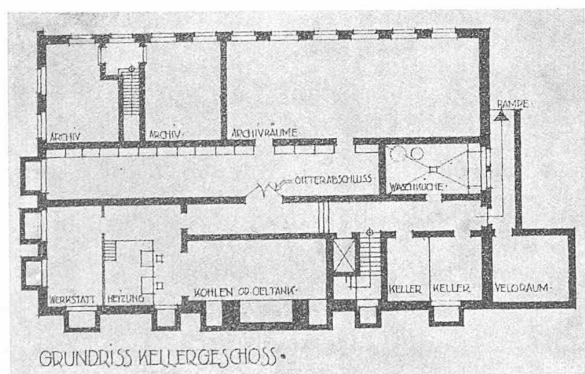 RAMPE
ARCHIV
ARCHIV
ARCHIVRÄUME
WASCHKÜCHE
GITTERABSCHLUSS
WERKSTATT
HEIZUNG
KOHLEN OD. OELTANK
KELLER
KELLER
VELORAUM
GRUNDRISS KELLERGESCHOSS